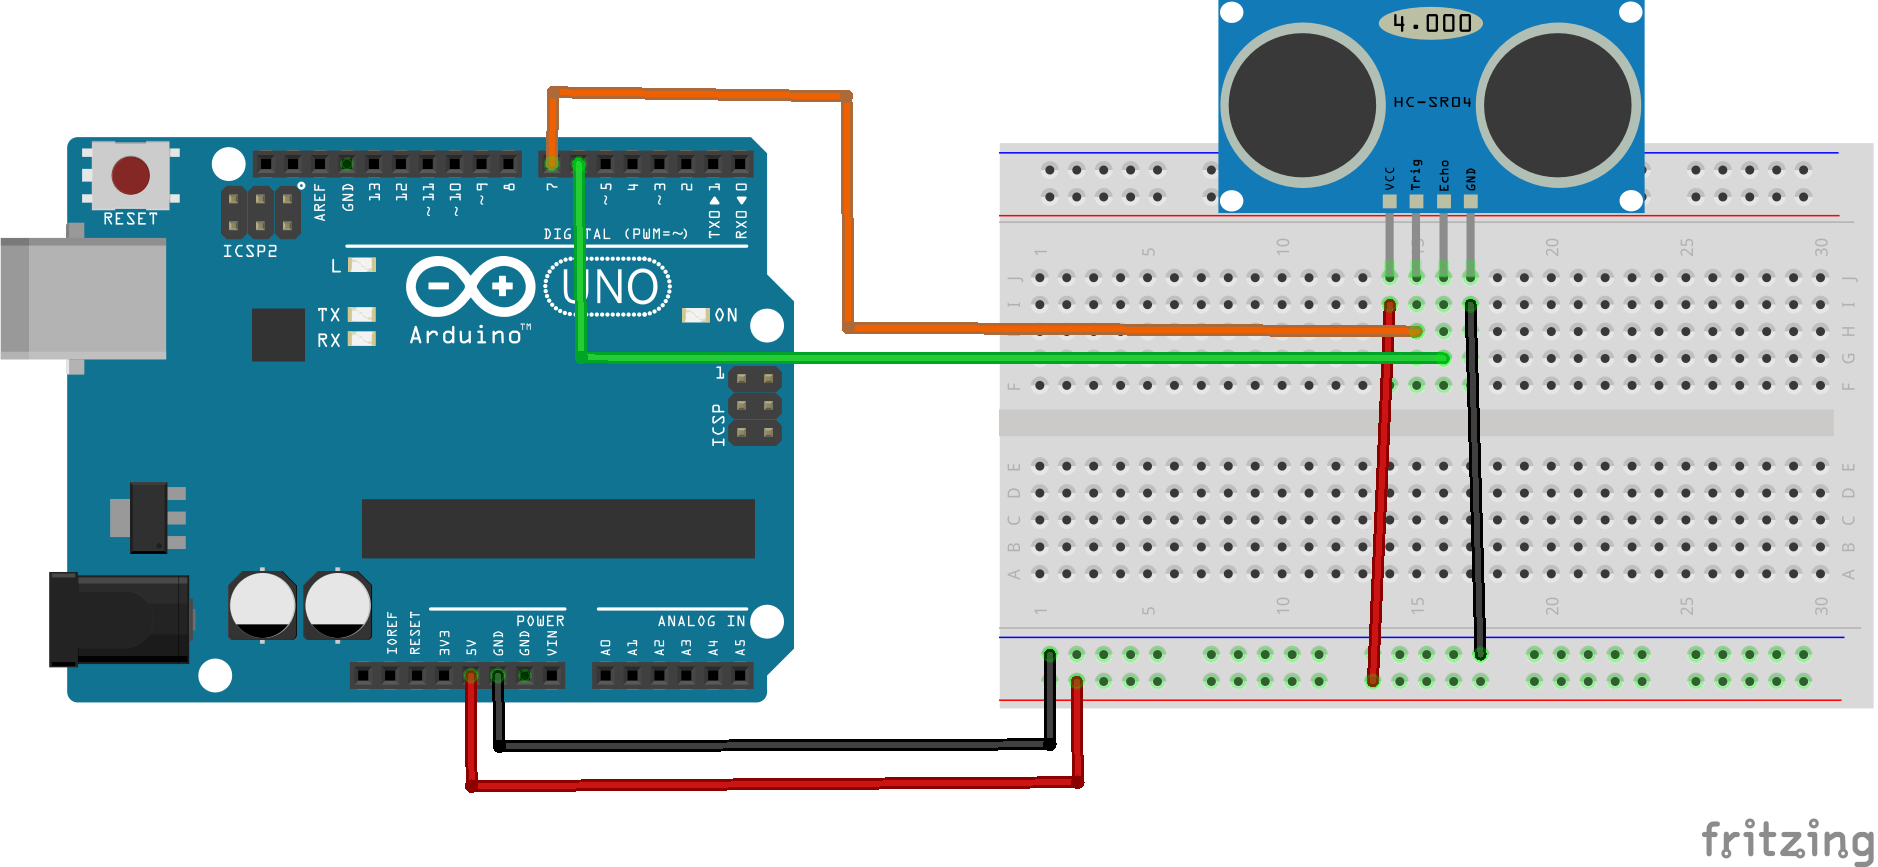 4.000
HC-SR04
VCC
Trig
Echo
GND
RESET
ICSP2
AREF
GND
13
12
~11
~10
~9
8
7
~5
4
~3
2
TX0 ▶ 1
RX0 ◀ 0
DIGITAL (PWM=~)
L
TX
RX
UNO
Arduino™
ON
1
ICSP
POWER
ANALOG IN
IOREF
RESET
3V3
5V
GND
GND
VIN
A0
A1
A2
A3
A4
A5
1
5
10
15
20
25
30
J
I
H
G
F
J
I
H
G
F
E
D
C
B
A
E
D
C
B
A
1
5
10
15
20
25
30
fritzing